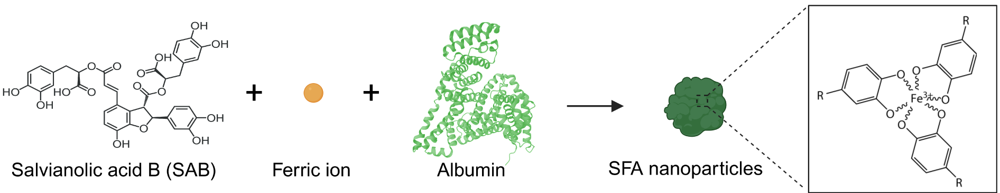 OH
OH
OH
O
OH
O
O
O
O
HO
HO
O
OH
O
OH
O
OH
OH
+
+
Salvianolic acid B (SAB)
Ferric ion
Albumin
SFA nanoparticles
R
O
O
R
Fe³⁺
O
O
O
O
R